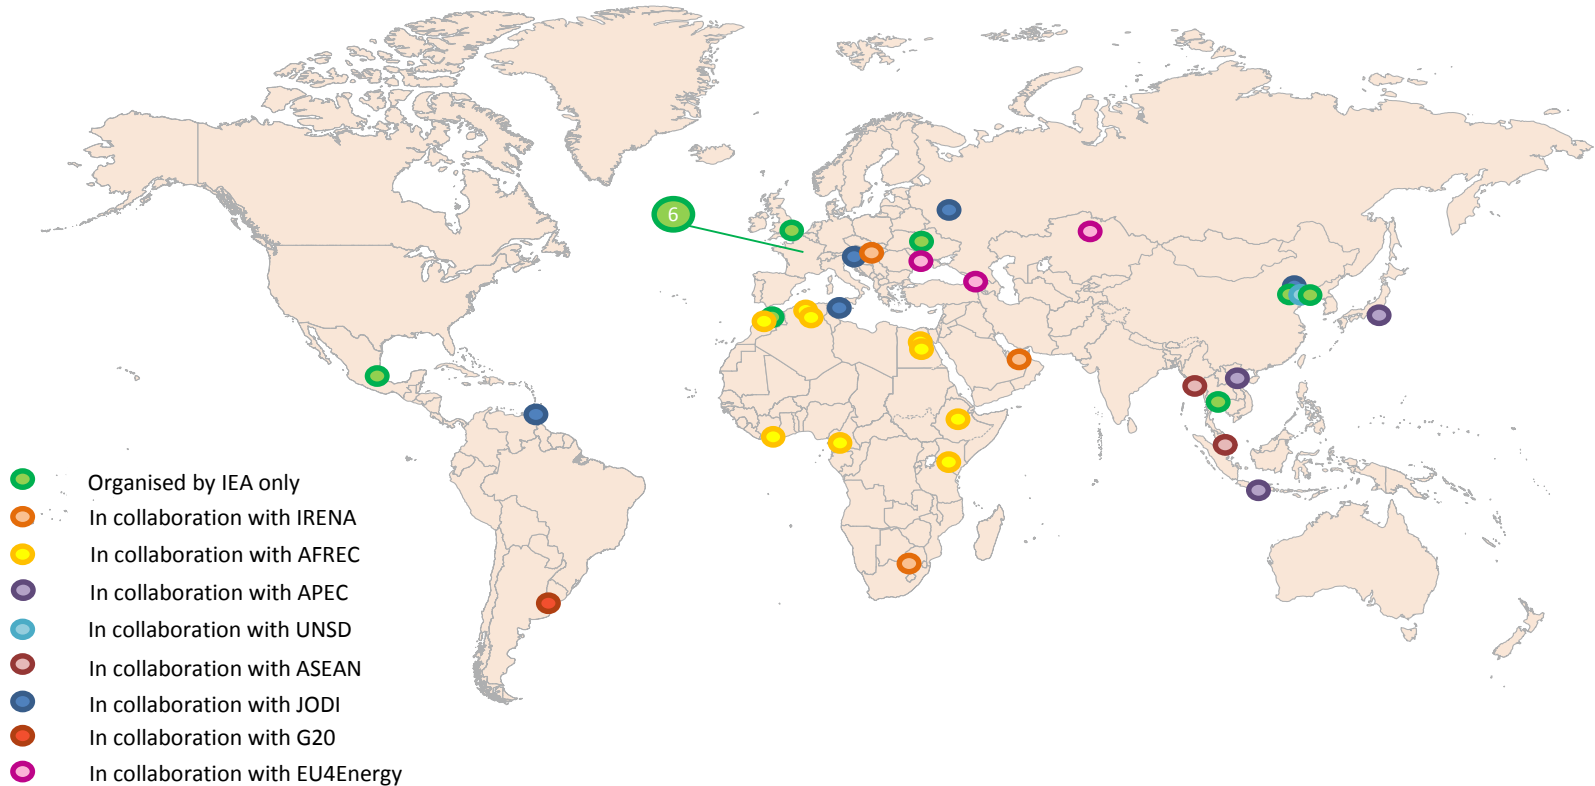 6
Organised by IEA only
In collaboration with IRENA
In collaboration with AFREC
In collaboration with APEC
In collaboration with UNSD
In collaboration with ASEAN
In collaboration with JODI
In collaboration with G20
In collaboration with EU4Energy